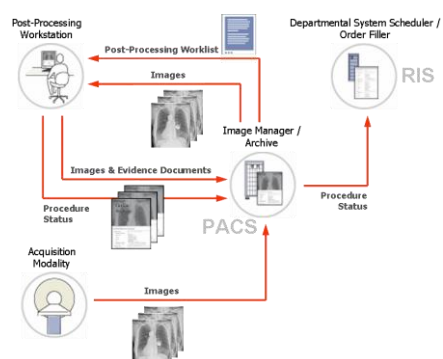 Post-Processing
Workstation
Departmental System Scheduler /
Order Filler
Post-Processing Worklist
RIS
Images
Image Manager /
Archive
Images & Evidence Documents
Procedure
Status
Procedure
Status
PACS
Acquisition
Modality
Images